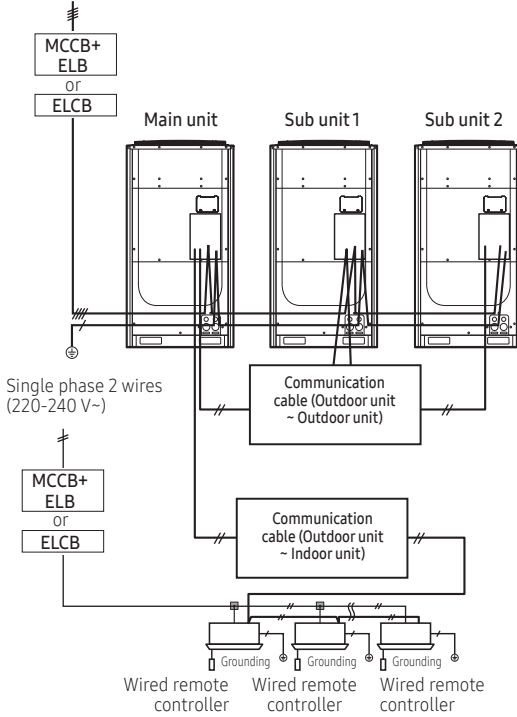 MCCB+
ELB
or
ELCB
Main unit
Sub unit 1
Sub unit 2
Single phase 2 wires
(220-240 V~)
Communication
cable (Outdoor unit
~ Outdoor unit)
MCCB+
ELB
or
ELCB
Communication
cable (Outdoor unit
~ Indoor unit)
Grounding
Grounding
Grounding
Wired remote
controller
Wired remote
controller
Wired remote
controller